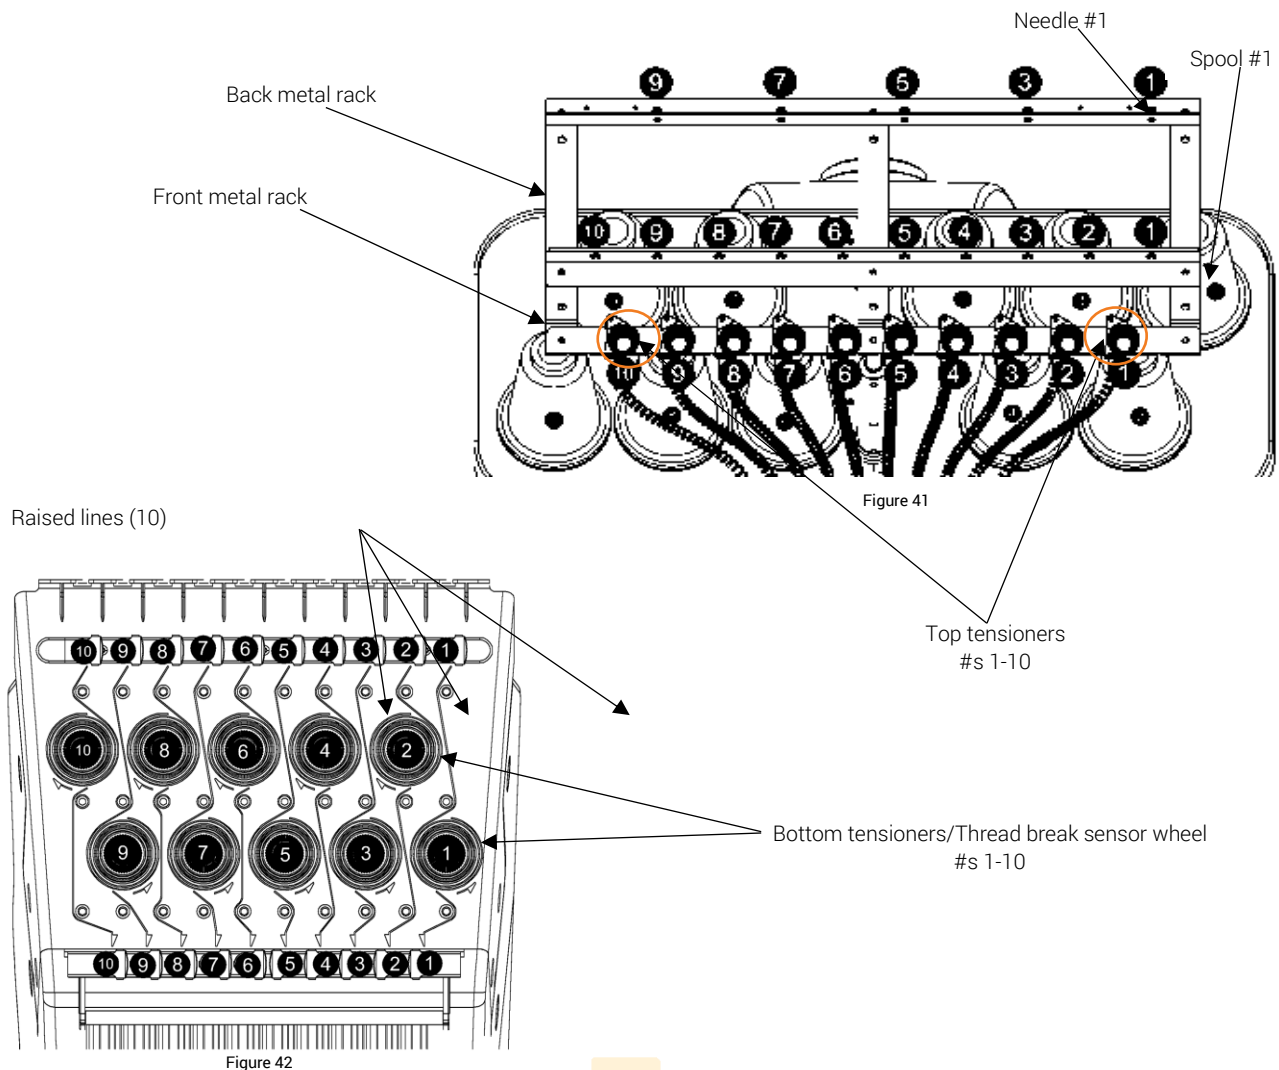 Needle #1
Spool #1
Back metal rack
9 7 5 3 1
Front metal rack
10 9 8 7 6 5 4 3 2 1
10 9 8 7 6 5 4 3 2 1
Figure 41
Raised lines (10)
Top tensioners
#s 1-10
10 9 8 7 6 5 4 3 2 1
10 8 6 4 2
Bottom tensioners/Thread break sensor wheel
#s 1-10
9 7 5 3 1
10 9 8 7 6 5 4 3 2 1
Figure 42